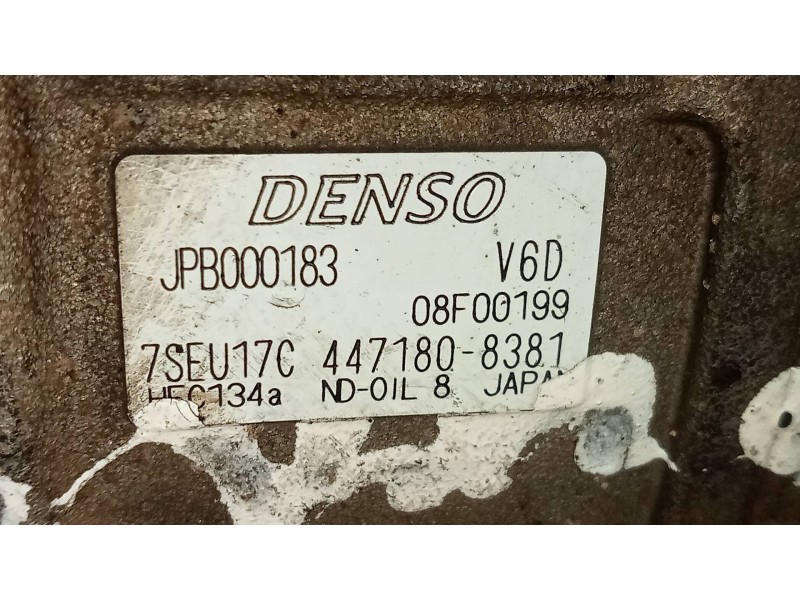 DENSO
JPB000183 V6D
08F00199
7SEU17C 447180-8381
HFC134a ND-OIL 8 JAPAN